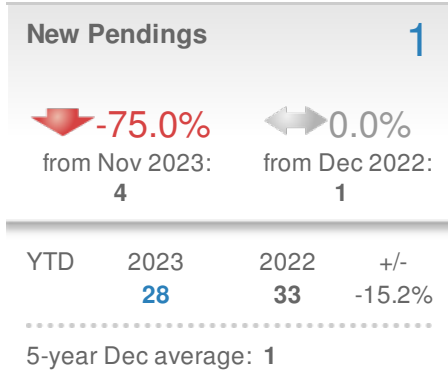 New Pendings 1
-75.0% 0.0%
from Nov 2023: from Dec 2022:
4 1
YTD 2023 2022 +/-
28 33 -15.2%
5-year Dec average: 1